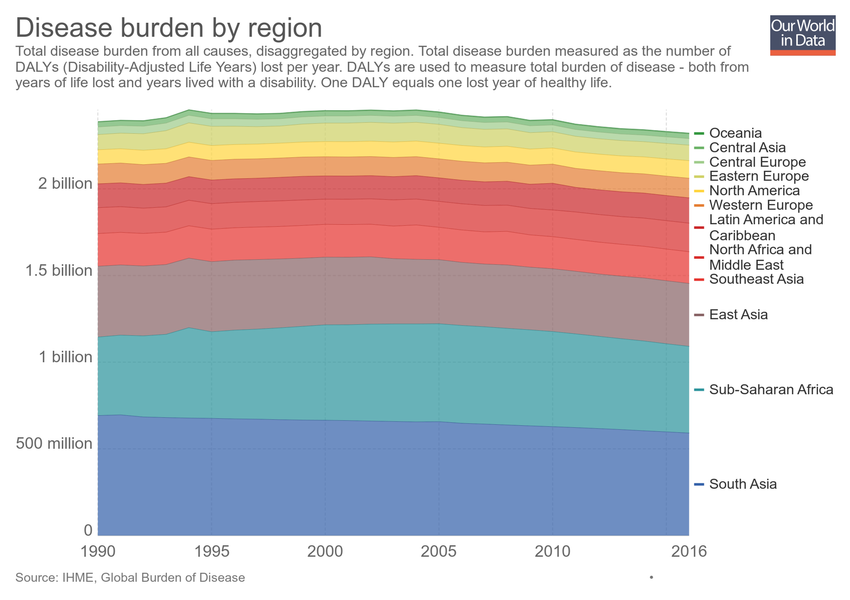 Disease burden by region
Our World
in Data
Total disease burden from all causes, disaggregated by region. Total disease burden measured as the number of
DALYs (Disability-Adjusted Life Years) lost per year. DALYs are used to measure total burden of disease - both from
years of life lost and years lived with a disability. One DALY equals one lost year of healthy life.
2 billion
1.5 billion
1 billion
500 million
0
1990
1995
2000
2005
2010
2016
Oceania
Central Asia
Central Europe
Eastern Europe
North America
Western Europe
Latin America and
Caribbean
North Africa and
Middle East
Southeast Asia
East Asia
Sub-Saharan Africa
South Asia
Source: IHME, Global Burden of Disease